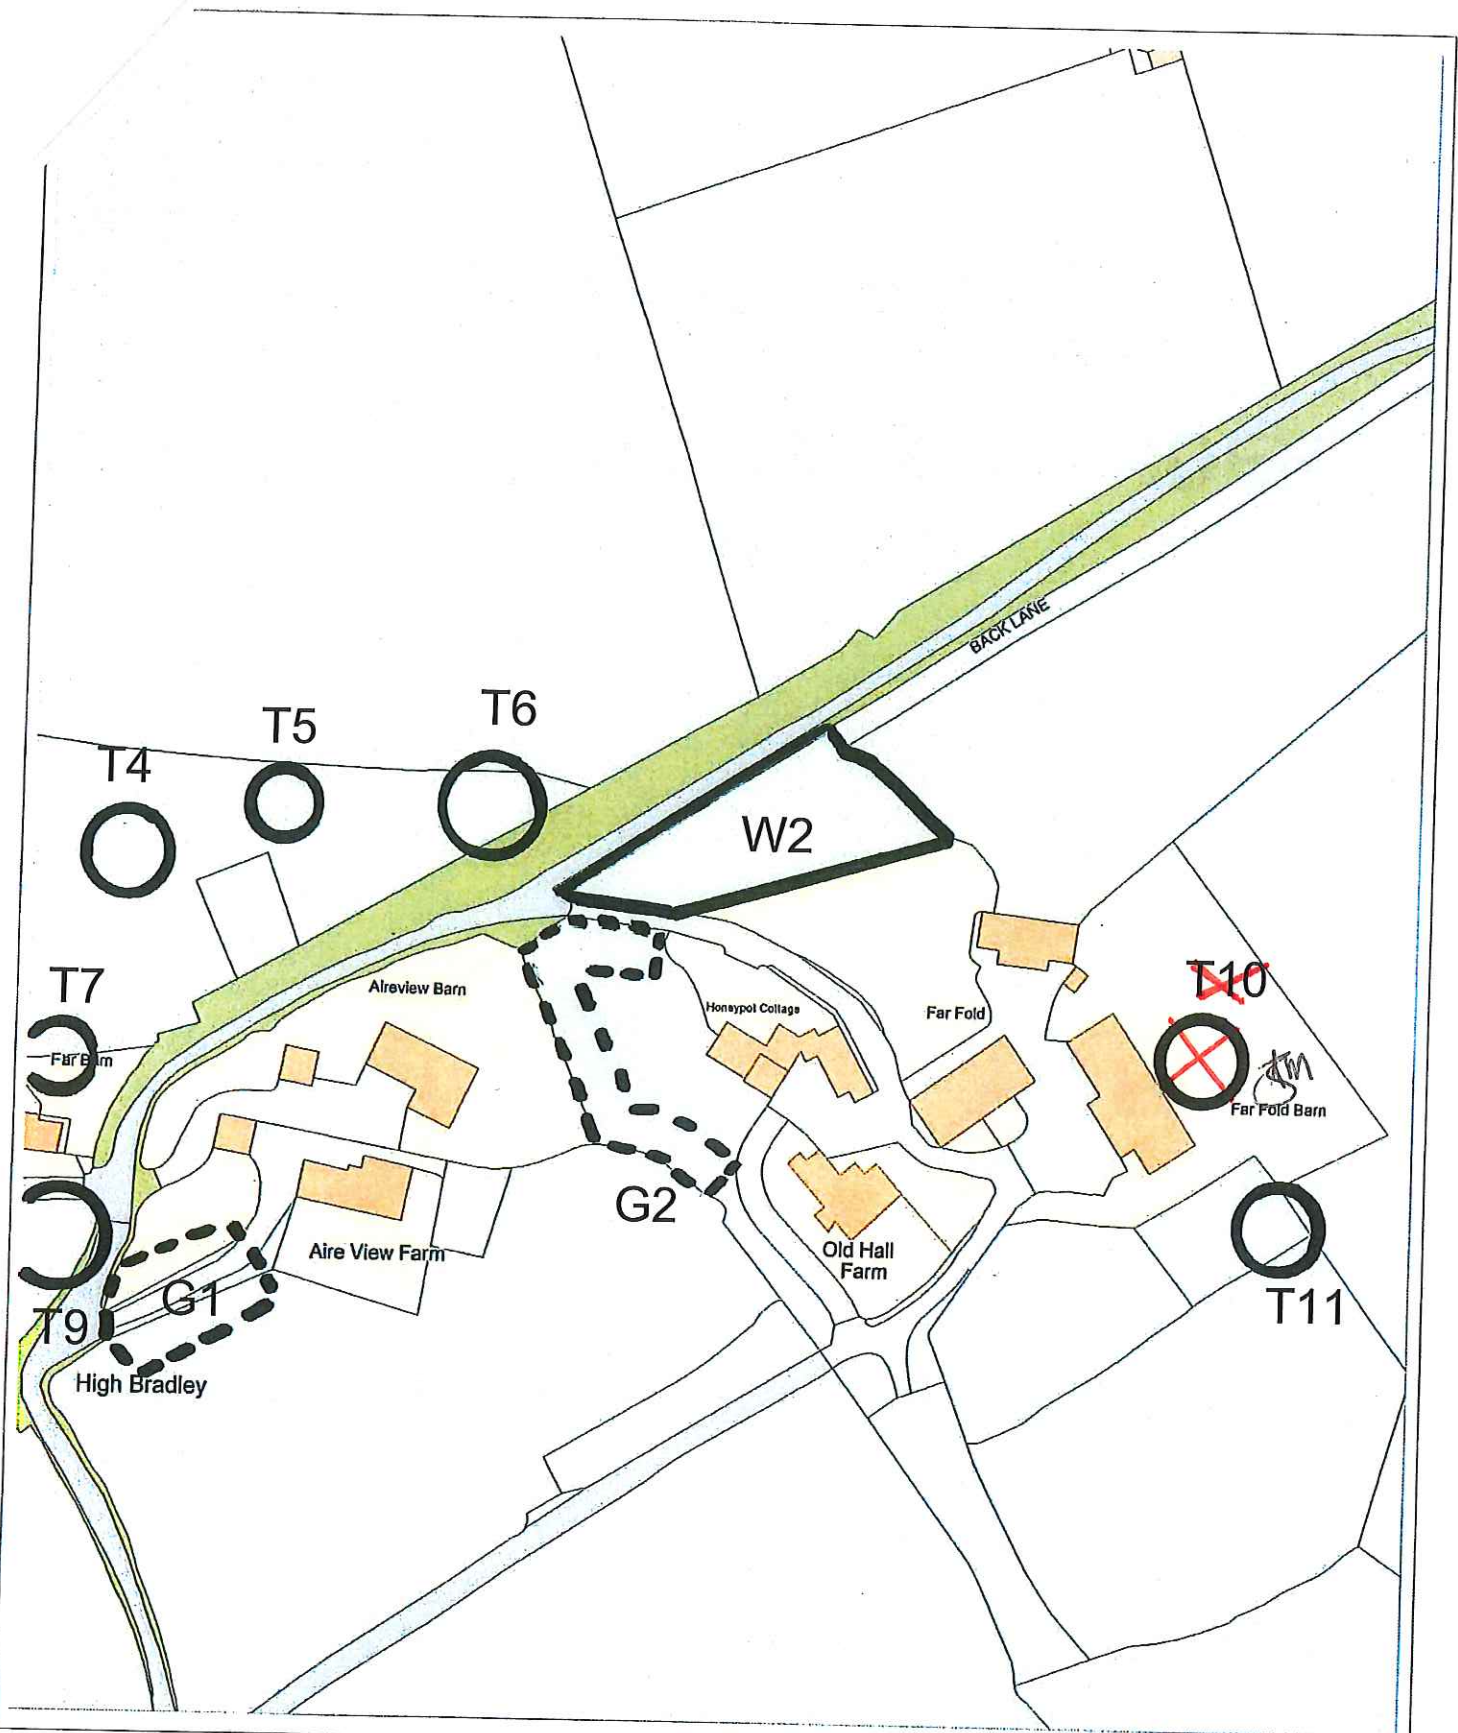 BACK LANE
T6
T5
T4
W2
T7
Far Barn
Aireview Barn
Honeypot Cottage
Far Fold
T10
Far Fold Barn
G2
Aire View Farm
Old Hall
Farm
G1
T9
T11
High Bradley